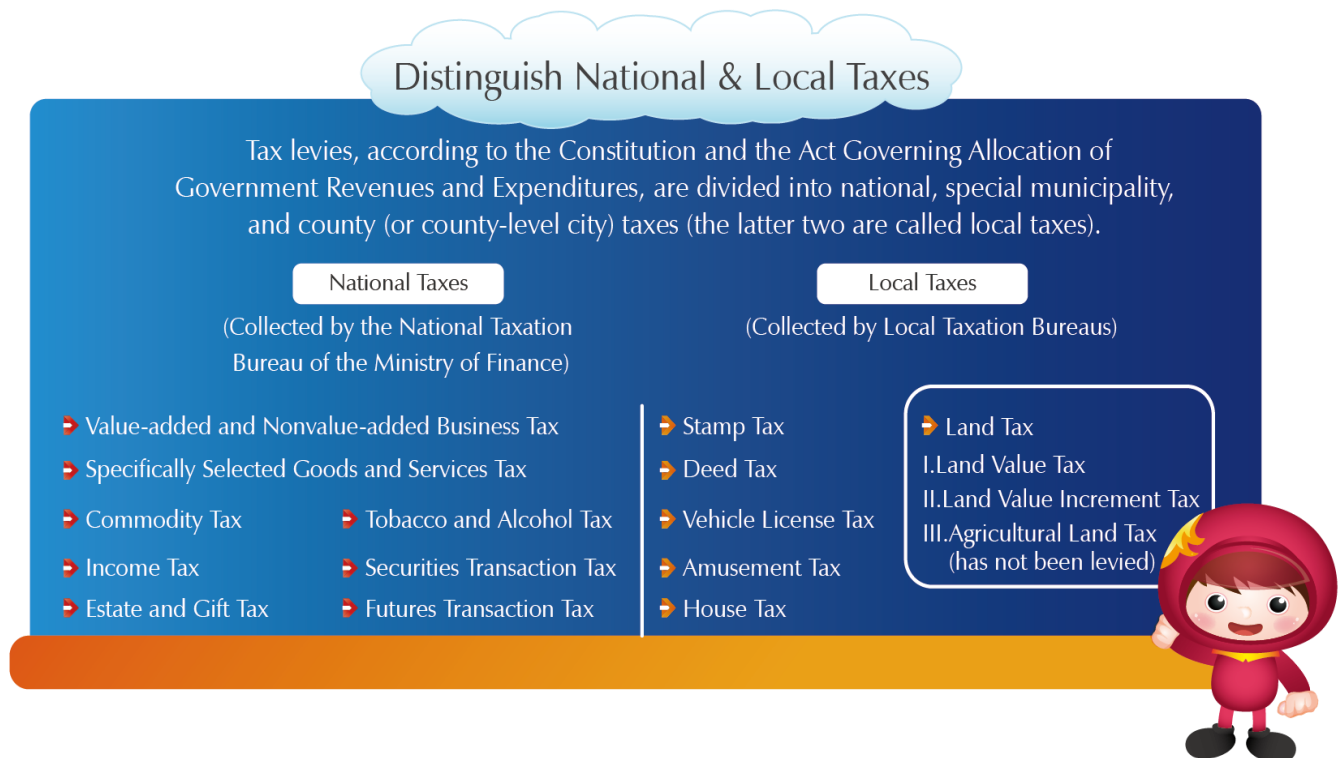 Distinguish National & Local Taxes
Tax levies, according to the Constitution and the Act Governing Allocation of
Government Revenues and Expenditures, are divided into national, special municipality,
and county (or county-level city) taxes (the latter two are called local taxes).
National Taxes
(Collected by the National Taxation
Bureau of the Ministry of Finance)
Value-added and Nonvalue-added Business Tax
Specifically Selected Goods and Services Tax
Commodity Tax
Income Tax
Estate and Gift Tax
Tobacco and Alcohol Tax
Securities Transaction Tax
Futures Transaction Tax
Local Taxes
(Collected by Local Taxation Bureaus)
Stamp Tax
Deed Tax
Vehicle License Tax
Amusement Tax
House Tax
Land Tax
I.Land Value Tax
II.Land Value Increment Tax
III.Agricultural Land Tax
(has not been levied)